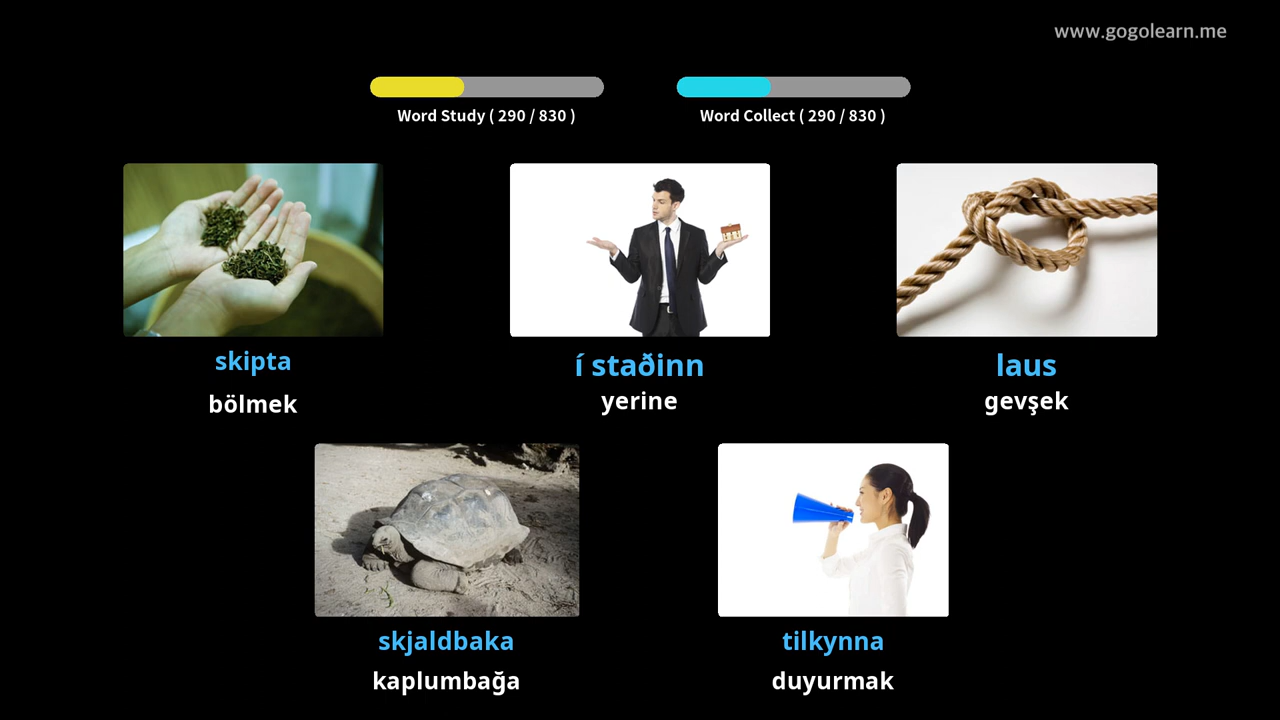 www.gogolearn.me
Word Study ( 290 / 830 )
Word Collect ( 290 / 830 )
skipta
bölmek
í staðinn
yerine
laus
gevşek
skjaldbaka
kaplumbağa
tilkynna
duyurmak